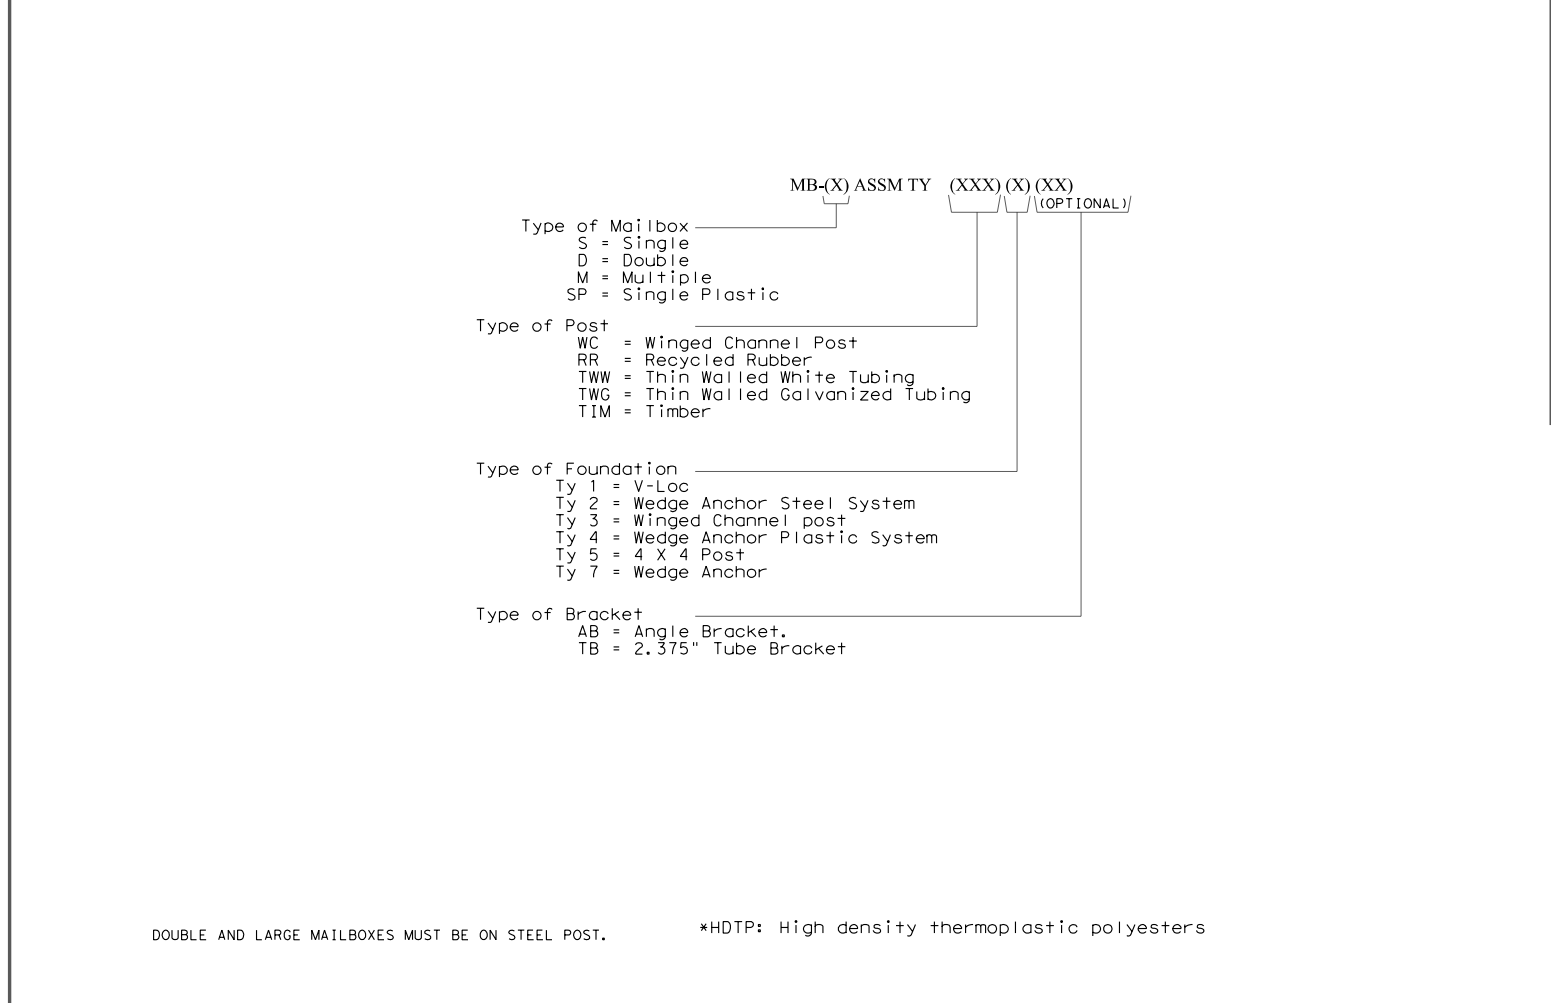 MB-(X) ASSM TY (XXX) (X) (XX)
(OPTIONAL)
Type of Mailbox
S = Single
D = Double
M = Multiple
SP = Single Plastic
Type of Post
WC = Winged Channel Post
RR = Recycled Rubber
TWW = Thin Walled White Tubing
TWG = Thin Walled Galvanized Tubing
TIM = Timber
Type of Foundation
Ty 1 = V-Loc
Ty 2 = Wedge Anchor Steel System
Ty 3 = Winged Channel post
Ty 4 = Wedge Anchor Plastic System
Ty 5 = 4 X 4 Post
Ty 7 = Wedge Anchor
Type of Bracket
AB = Angle Bracket.
TB = 2.375" Tube Bracket
DOUBLE AND LARGE MAILBOXES MUST BE ON STEEL POST.
*HDTP: High density thermoplastic polyesters